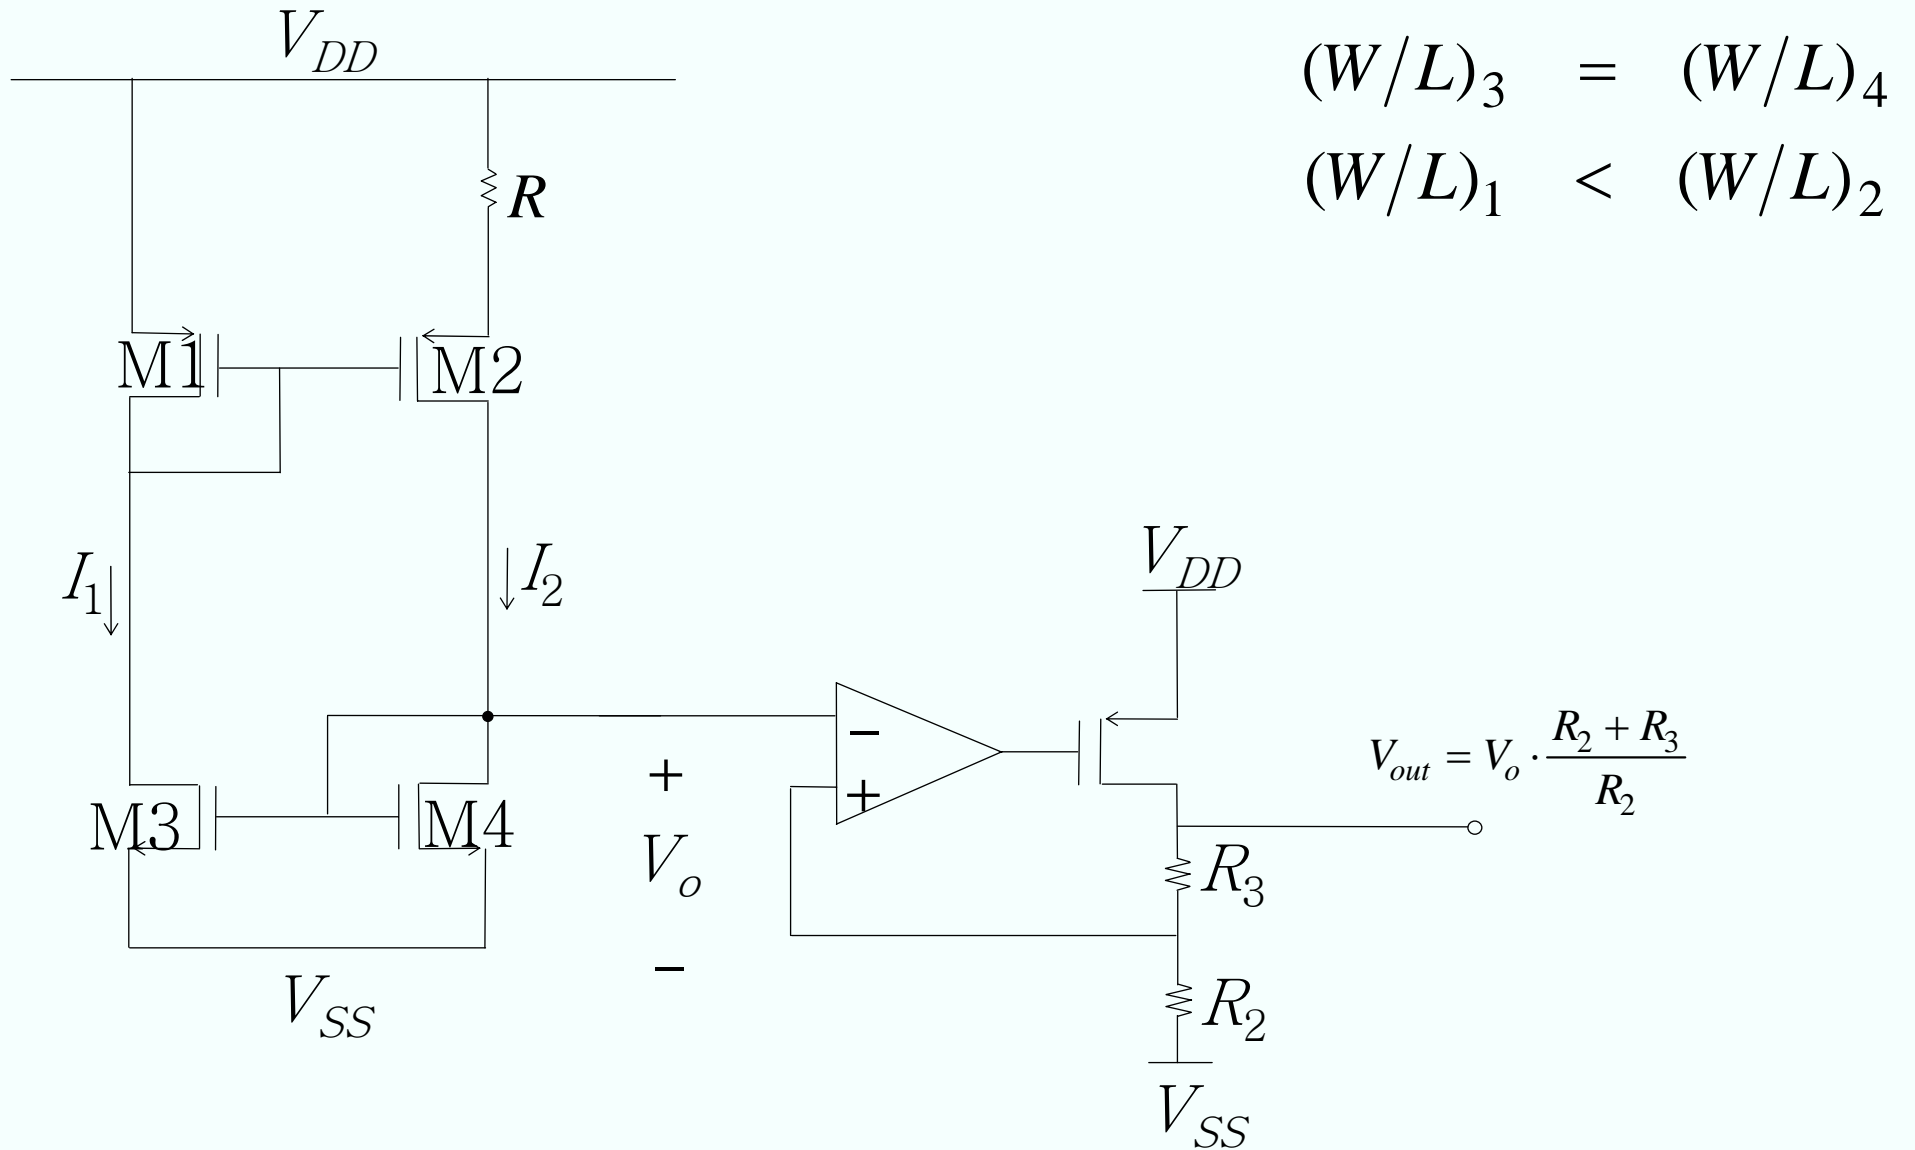 V_DD
(W/L)_3 = (W/L)_4
(W/L)_1 < (W/L)_2
R
M1
M2
I_1
I_2
V_DD
−
+
V_out = V_o · (R_2 + R_3) / R_2
+
M3
M4
V_o
R_3
−
V_SS
R_2
V_SS